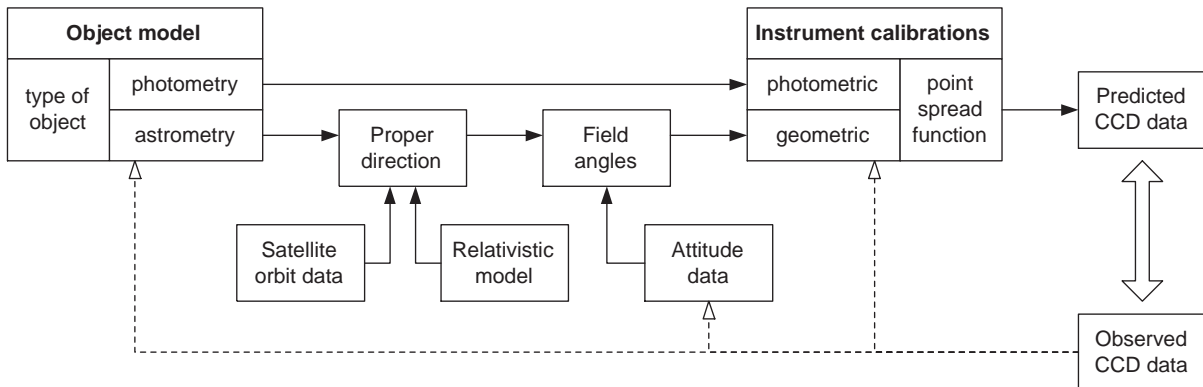 Object model
type of
object
photometry
astrometry
Proper
direction
Field
angles
Instrument calibrations
photometric
geometric
point
spread
function
Predicted
CCD data
Satellite
orbit data
Relativistic
model
Attitude
data
Observed
CCD data